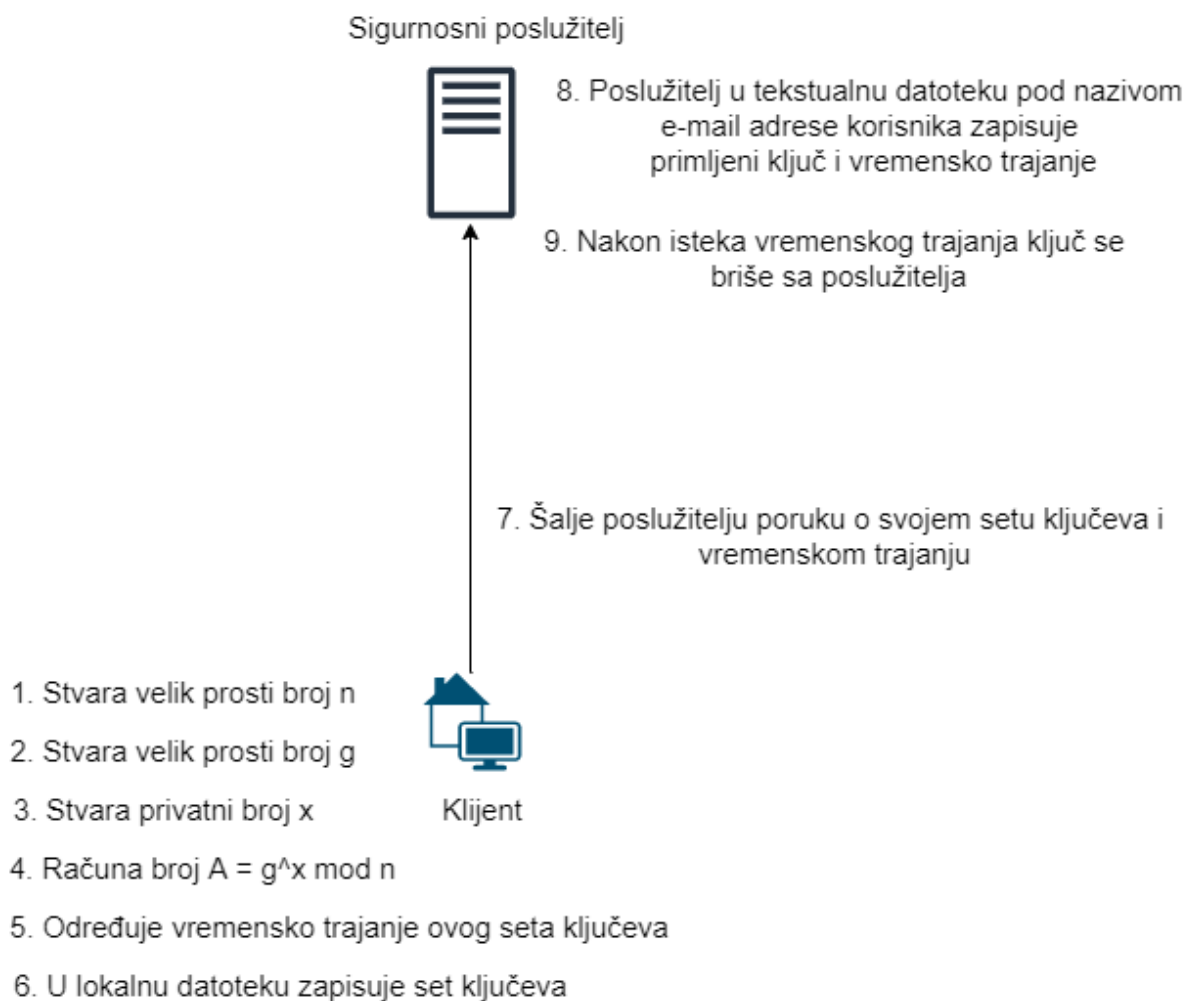 Sigurnosni poslužitelj
8. Poslužitelj u tekstualnu datoteku pod nazivom
e-mail adrese korisnika zapisuje
primljeni ključ i vremensko trajanje
9. Nakon isteka vremenskog trajanja ključ se
briše sa poslužitelja
7. Šalje poslužitelju poruku o svojem setu ključeva i
vremenskom trajanju
1. Stvara velik prosti broj n
2. Stvara velik prosti broj g
3. Stvara privatni broj x
Klijent
4. Računa broj A = g^x mod n
5. Određuje vremensko trajanje ovog seta ključeva
6. U lokalnu datoteku zapisuje set ključeva